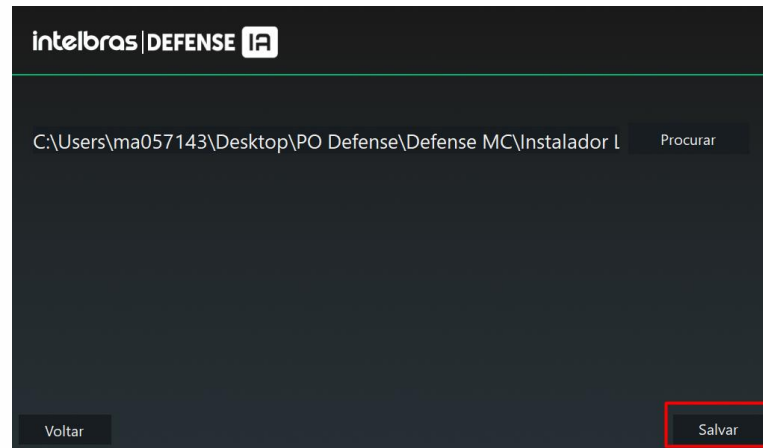 intelbras | DEFENSE IA
C:\Users\ma057143\Desktop\PO Defense\Defense MC\Instalador L
Procurar
Voltar
Salvar